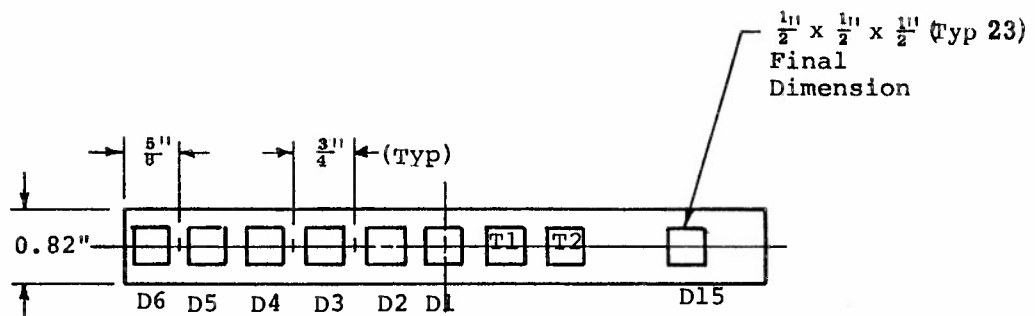 1/2" x 1/2" x 1/2" (Typ 23)
Final
Dimension
5/8"
3/4"
(Typ)
0.82"
T1
T2
D6
D5
D4
D3
D2
D1
D15